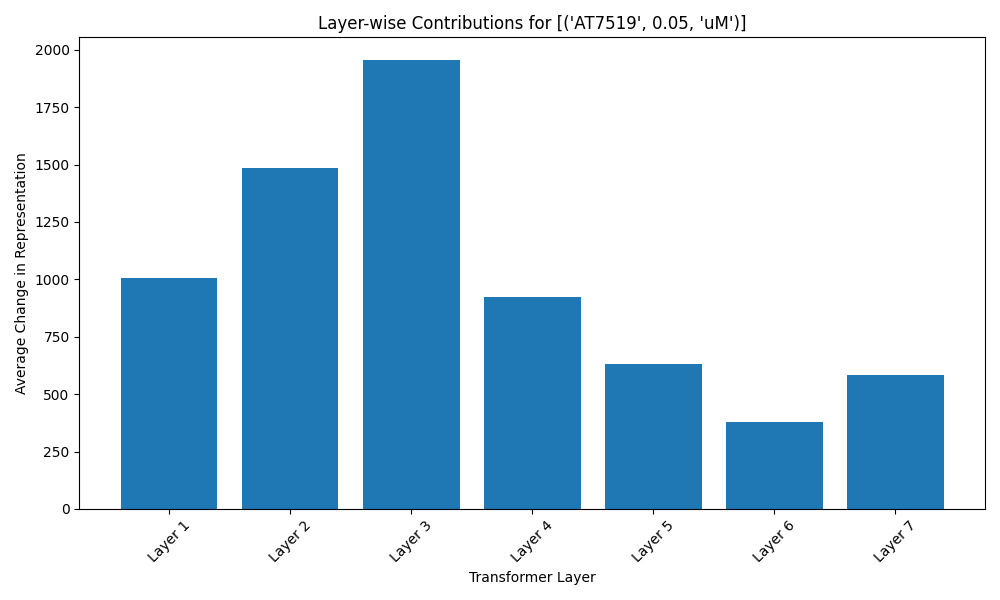 Layer-wise Contributions for [('AT7519', 0.05, 'uM')]
Average Change in Representation
2000
1750
1500
1250
1000
750
500
250
0
Layer 1
Layer 2
Layer 3
Layer 4
Layer 5
Layer 6
Layer 7
Transformer Layer